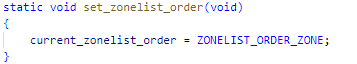 static void set_zonelist_order(void)
{
    current_zonelist_order = ZONELIST_ORDER_ZONE;
}